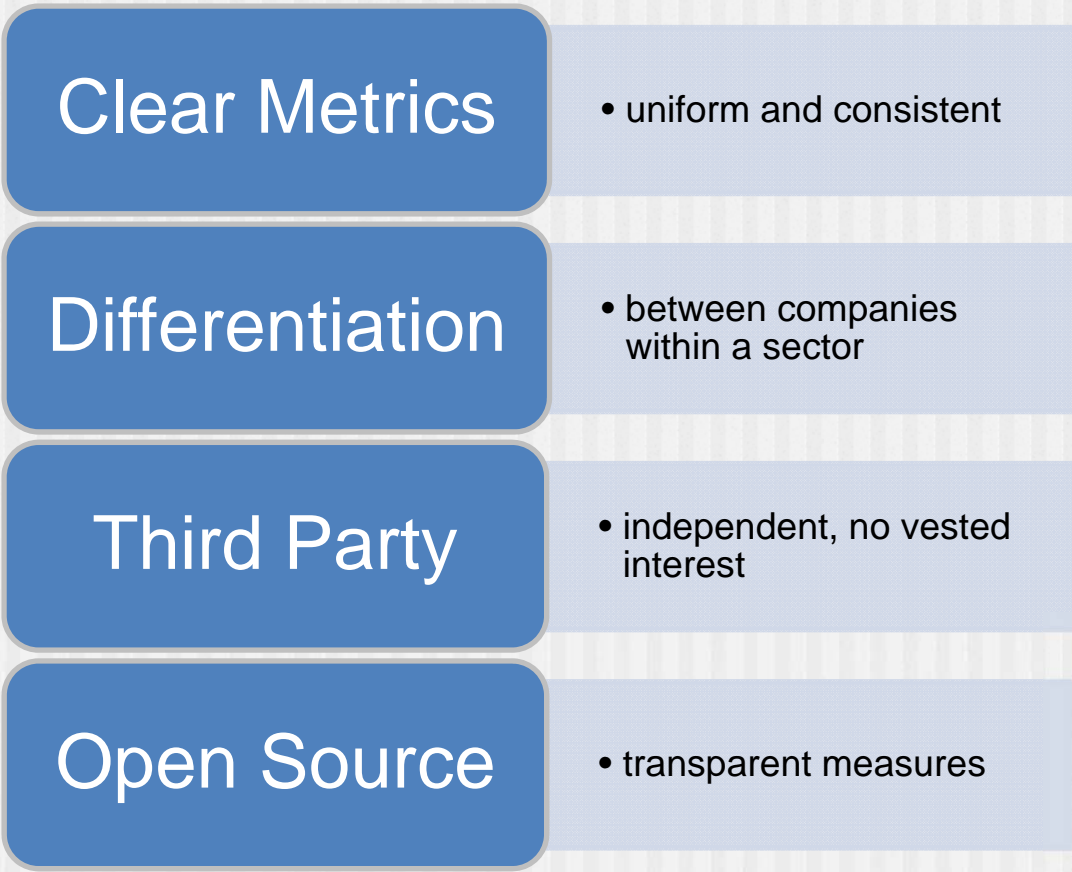 Clear Metrics
• uniform and consistent
Differentiation
• between companies
within a sector
Third Party
• independent, no vested
interest
Open Source
• transparent measures